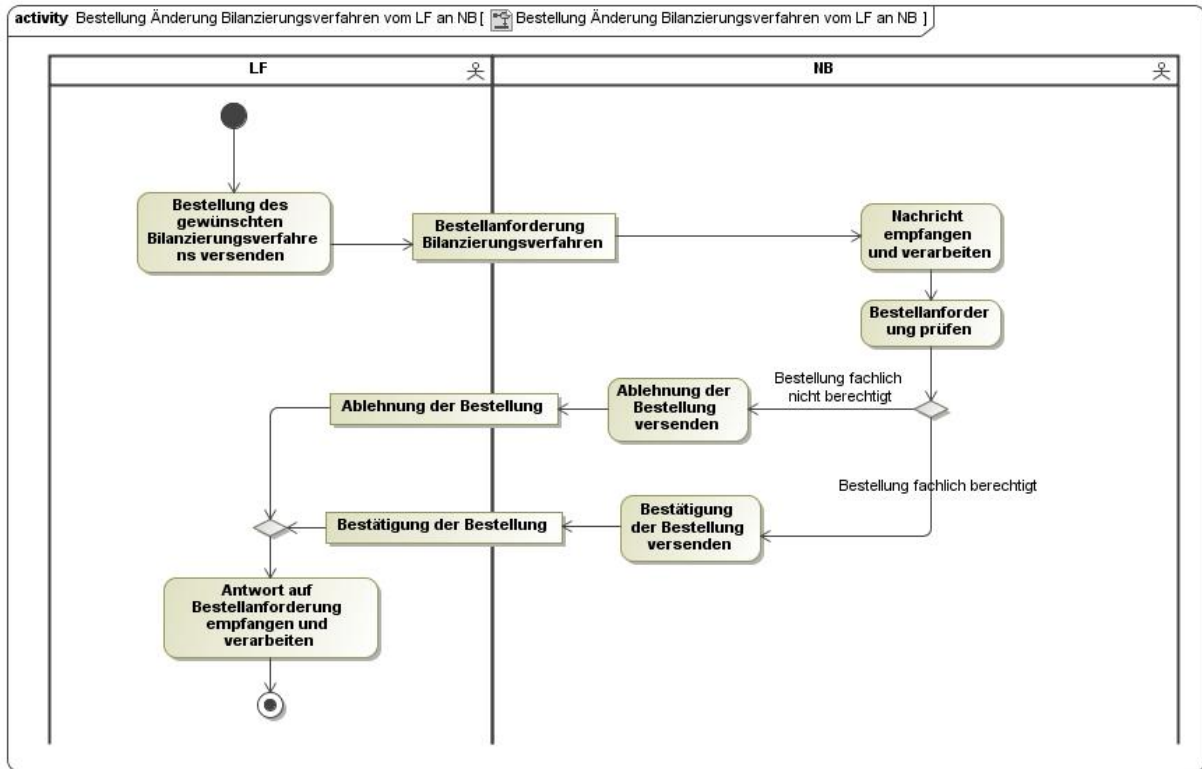 activity Bestellung Änderung Bilanzierungsverfahren vom LF an NB [ Bestellung Änderung Bilanzierungsverfahren vom LF an NB ]
LF
NB
Bestellung des
gewünschten
Bilanzierungsverfahre
ns versenden
Bestellanforderung
Bilanzierungsverfahren
Nachricht
empfangen
und verarbeiten
Bestellanforder
ung prüfen
Bestellung fachlich
nicht berechtigt
Ablehnung der
Bestellung
versenden
Ablehnung der Bestellung
Bestellung fachlich berechtigt
Bestätigung
der Bestellung
versenden
Bestätigung der Bestellung
Antwort auf
Bestellanforderung
empfangen und
verarbeiten